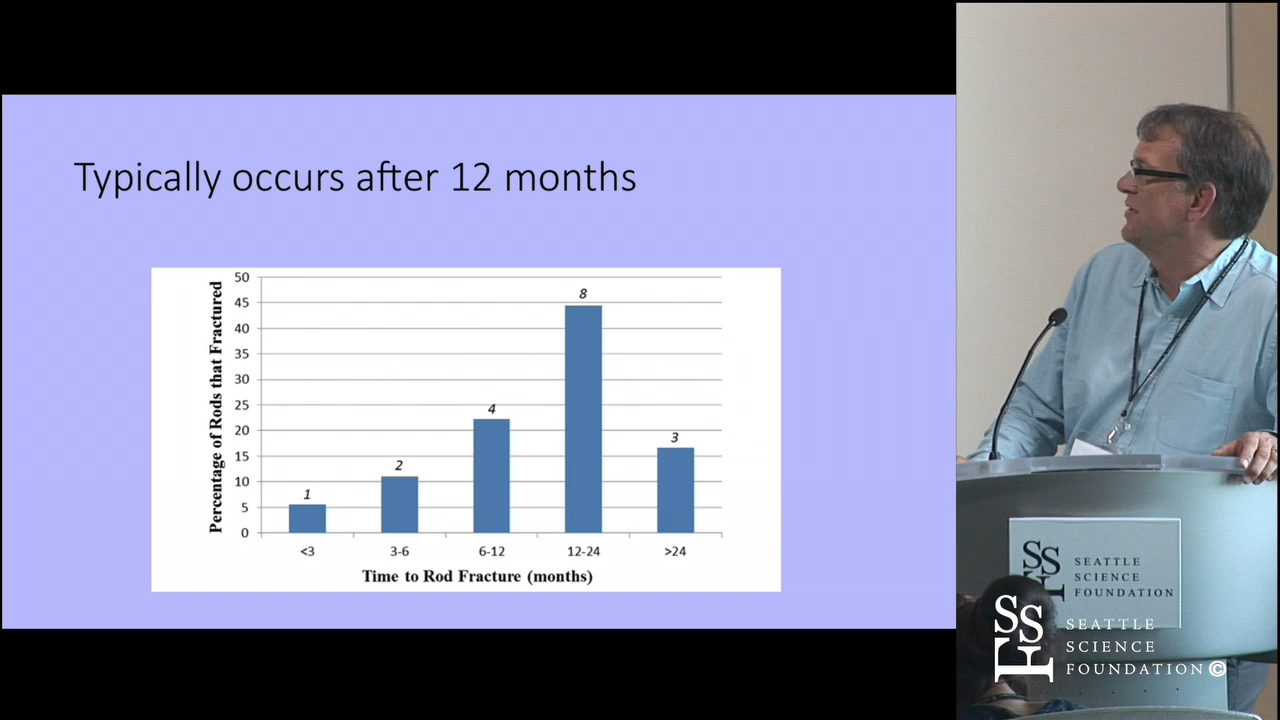 Typically occurs after 12 months
Percentage of Rods that Fractured
50
45
40
35
30
25
20
15
10
5
0
1
2
4
8
3
<3
3-6
6-12
12-24
>24
Time to Rod Fracture (months)
SSF
SEATTLE
SCIENCE
FOUNDATION
SSF
SEATTLE
SCIENCE
FOUNDATION©